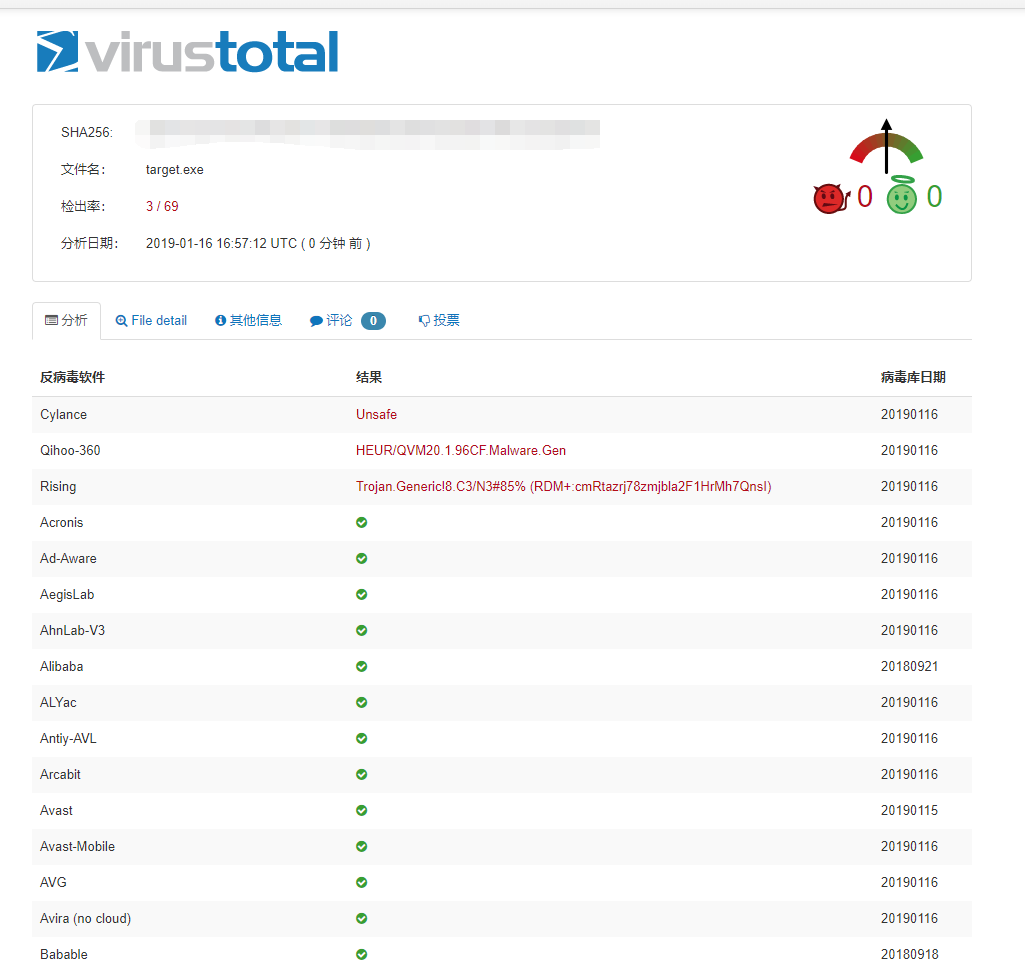 virustotal
SHA256:
文件名： target.exe
检出率： 3 / 69
分析日期： 2019-01-16 16:57:12 UTC ( 0 分钟 前 )
0 0
分析 File detail 其他信息 评论 0 投票
反病毒软件 结果 病毒库日期
Cylance Unsafe 20190116
Qihoo-360 HEUR/QVM20.1.96CF.Malware.Gen 20190116
Rising Trojan.Generic!8.C3/N3#85% (RDM+:cmRtazrj78zmjbla2F1HrMh7QnsI) 20190116
Acronis 20190116
Ad-Aware 20190116
AegisLab 20190116
AhnLab-V3 20190116
Alibaba 20180921
ALYac 20190116
Antiy-AVL 20190116
Arcabit 20190116
Avast 20190115
Avast-Mobile 20190116
AVG 20190116
Avira (no cloud) 20190116
Babable 20180918